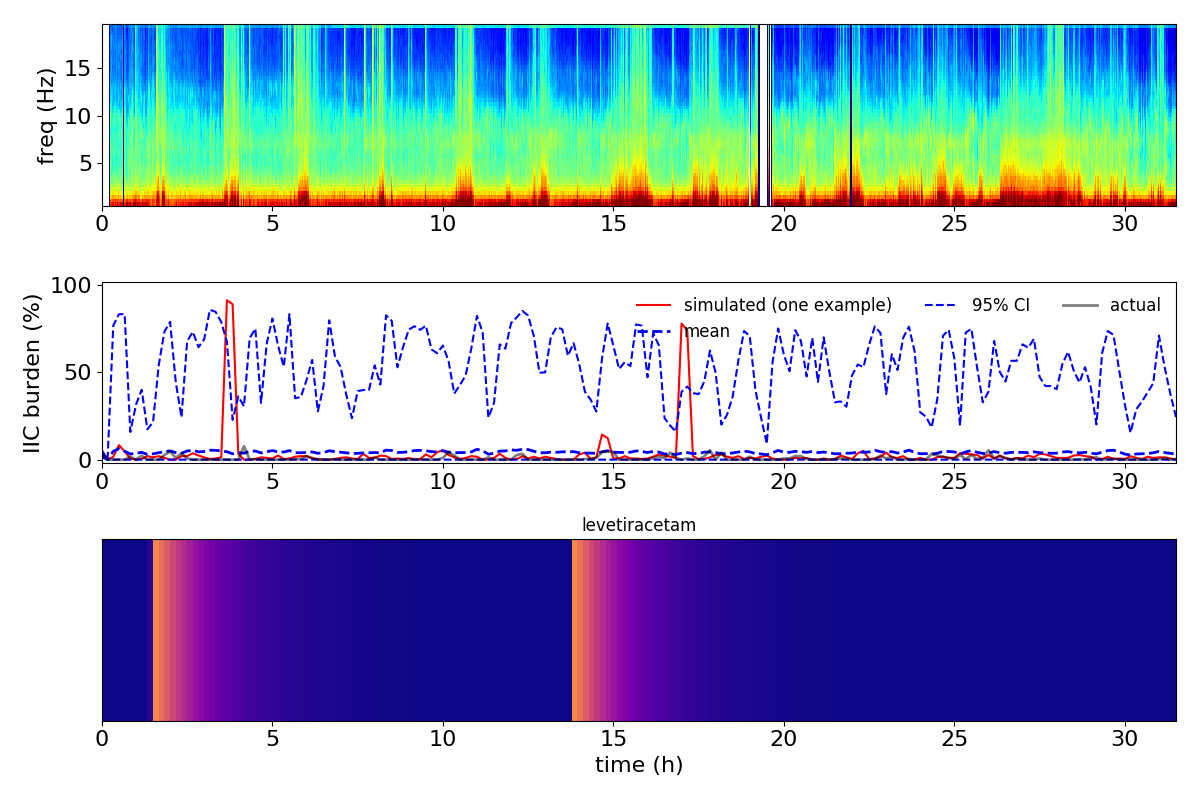 freq (Hz)
15
10
5
0 5 10 15 20 25 30
IIC burden (%)
100
50
0
simulated (one example) 95% CI actual
mean
0 5 10 15 20 25 30
levetiracetam
0 5 10 15 20 25 30
time (h)